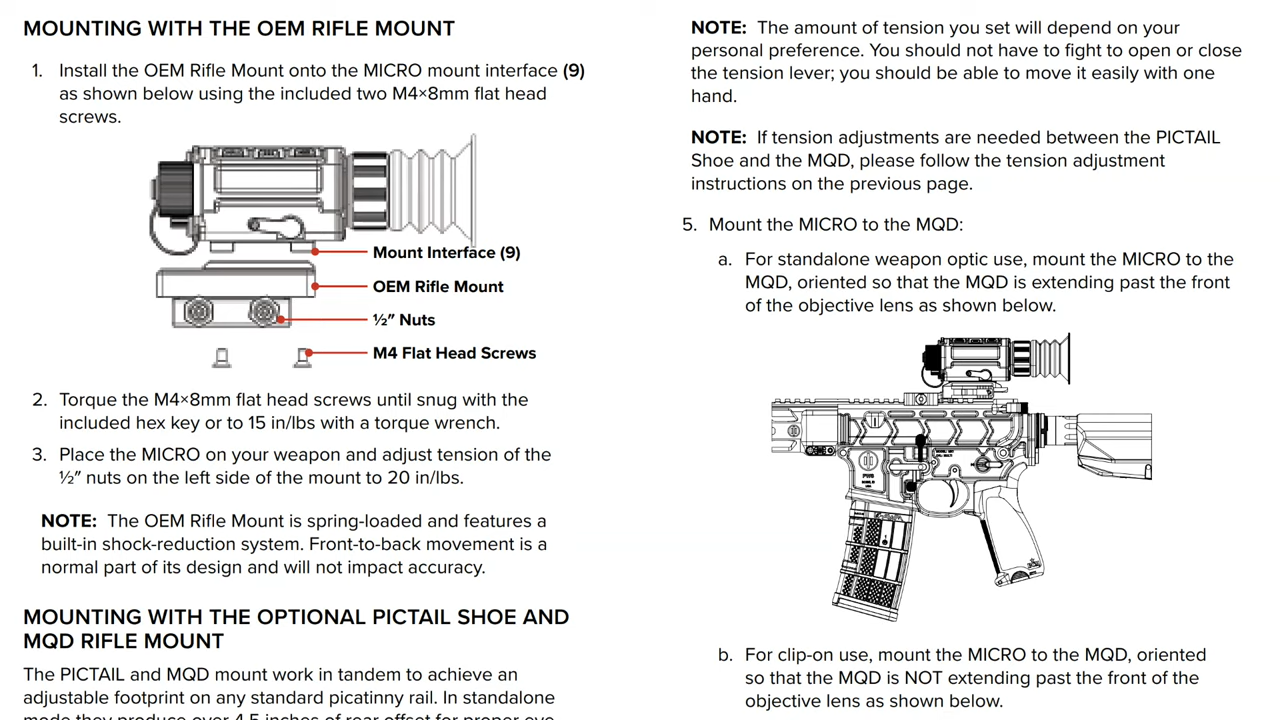 MOUNTING WITH THE OEM RIFLE MOUNT
1. Install the OEM Rifle Mount onto the MICRO mount interface (9)
as shown below using the included two M4×8mm flat head
screws.
Mount Interface (9)
OEM Rifle Mount
½” Nuts
M4 Flat Head Screws
2. Torque the M4×8mm flat head screws until snug with the
included hex key or to 15 in/lbs with a torque wrench.
3. Place the MICRO on your weapon and adjust tension of the
½” nuts on the left side of the mount to 20 in/lbs.
NOTE: The OEM Rifle Mount is spring-loaded and features a
built-in shock-reduction system. Front-to-back movement is a
normal part of its design and will not impact accuracy.
MOUNTING WITH THE OPTIONAL PICTAIL SHOE AND
MQD RIFLE MOUNT
The PICTAIL and MQD mount work in tandem to achieve an
adjustable footprint on any standard picatinny rail. In standalone
mode they produce over 4.5 inches of rear offset for proper eye
NOTE: The amount of tension you set will depend on your
personal preference. You should not have to fight to open or close
the tension lever; you should be able to move it easily with one
hand.
NOTE: If tension adjustments are needed between the PICTAIL
Shoe and the MQD, please follow the tension adjustment
instructions on the previous page.
5. Mount the MICRO to the MQD:
a. For standalone weapon optic use, mount the MICRO to the
MQD, oriented so that the MQD is extending past the front
of the objective lens as shown below.
b. For clip-on use, mount the MICRO to the MQD, oriented
so that the MQD is NOT extending past the front of the
objective lens as shown below.